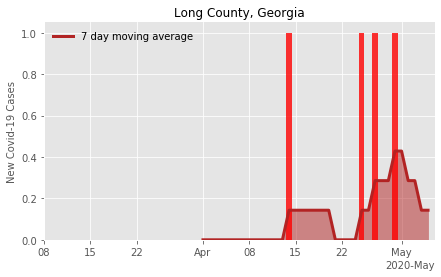 Long County, Georgia
7 day moving average
New Covid-19 Cases
1.0
0.8
0.6
0.4
0.2
0.0
08 15 22 Apr 08 15 22 May
2020-May